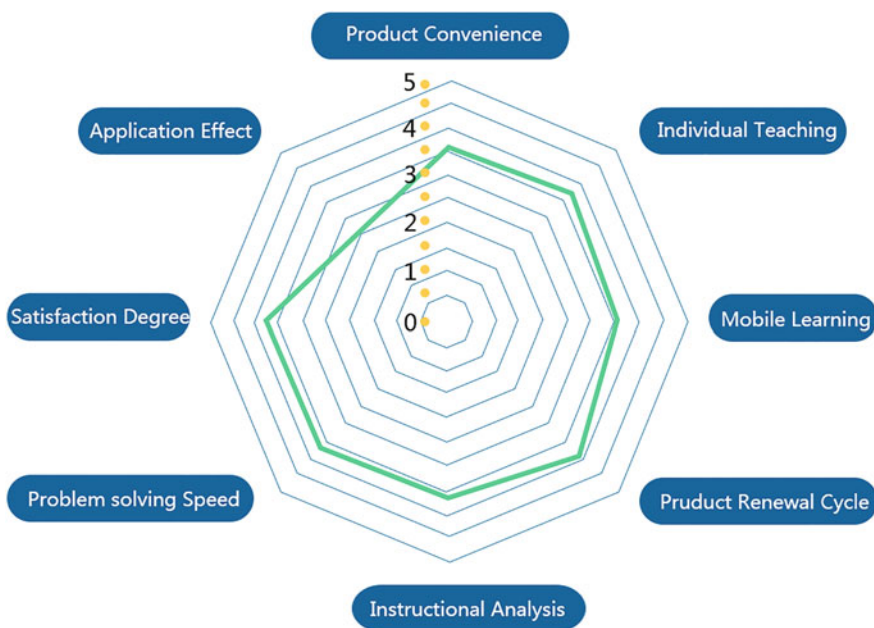 Product Convenience
5
Application Effect
Individual Teaching
4
3
2
1
Satisfaction Degree
0
Mobile Learning
Problem solving Speed
Pruduct Renewal Cycle
Instructional Analysis